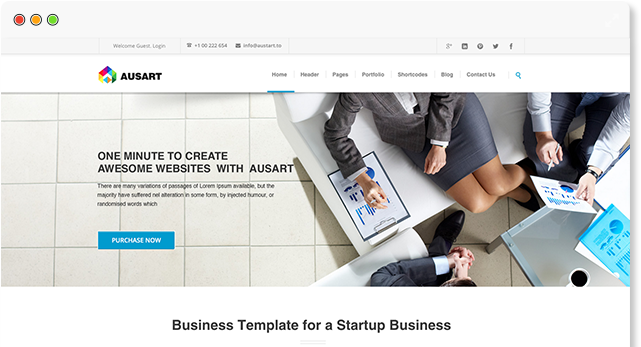 Welcome Guest, Login
+1 00 222 654
info@austart.to
AUSART
Home
Header
Pages
Portfolio
Shortcodes
Blog
Contact Us
ONE MINUTE TO CREATE
AWESOME WEBSITES WITH AUSART
There are many variations of passages of Lorem Ipsum available, but the
majority have suffered nel alteration in some form, by injected humour, or
randomised words which
PURCHASE NOW
Business Template for a Startup Business